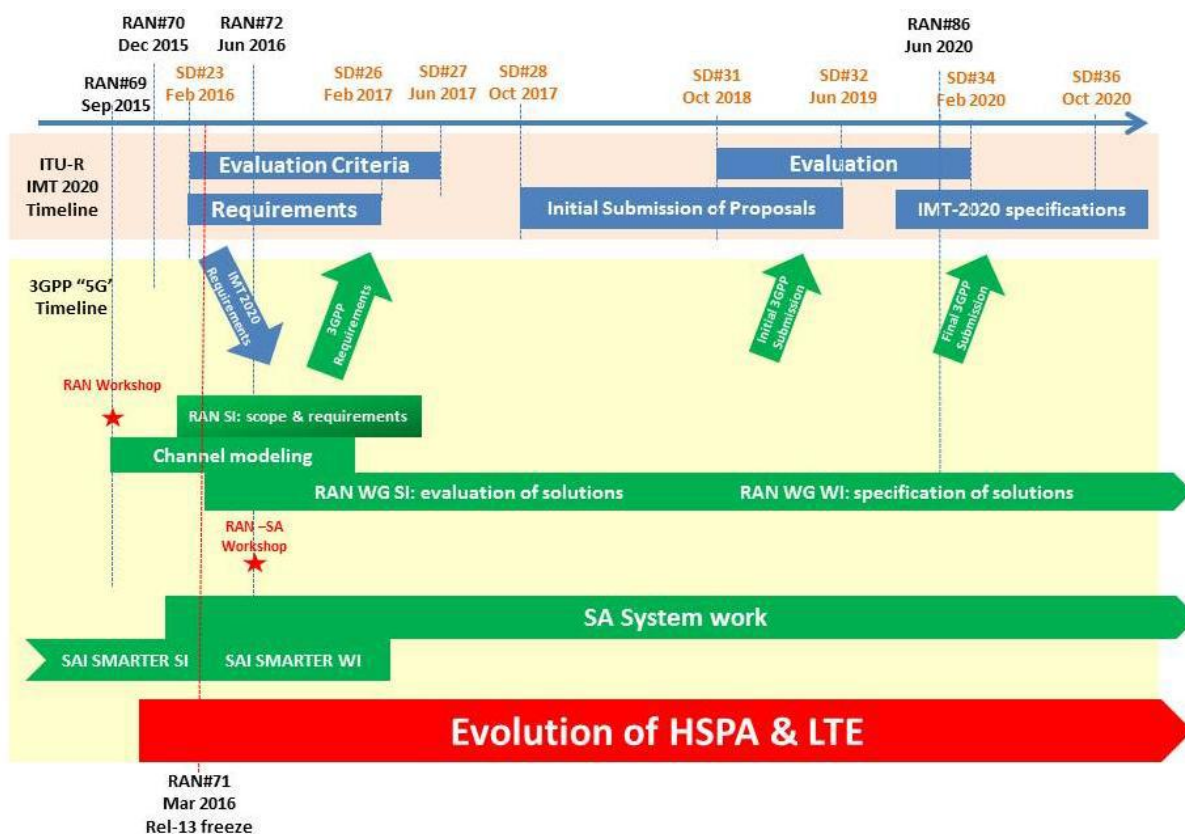 RAN#70
Dec 2015
RAN#72
Jun 2016
RAN#86
Jun 2020
RAN#69
Sep 2015
SD#23
Feb 2016
SD#26
Feb 2017
SD#27
Jun 2017
SD#28
Oct 2017
SD#31
Oct 2018
SD#32
Jun 2019
SD#34
Feb 2020
SD#36
Oct 2020
ITU-R
IMT 2020
Timeline
Evaluation Criteria
Evaluation
Requirements
Initial Submission of Proposals
IMT-2020 specifications
3GPP “5G’
Timeline
IMT 2020
Requirements
3GPP
Requirements
Initial 3GPP
Submission
Final 3GPP
Submission
RAN Workshop
RAN SI: scope & requirements
Channel modeling
RAN WG SI: evaluation of solutions
RAN WG WI: specification of solutions
RAN –SA
Workshop
SA System work
SAI SMARTER SI
SAI SMARTER WI
Evolution of HSPA & LTE
RAN#71
Mar 2016
Rel-13 freeze